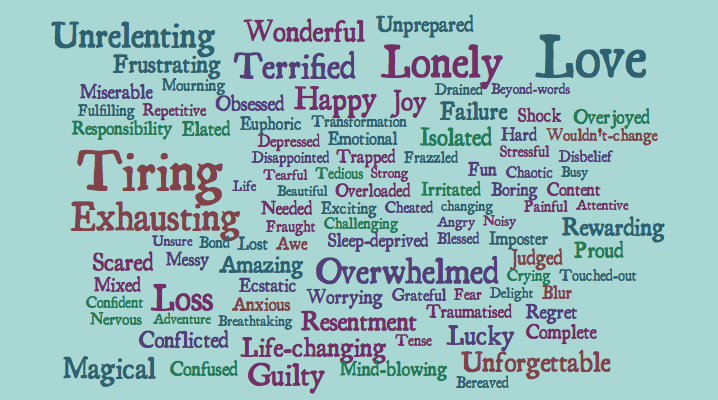 Unrelenting Wonderful Unprepared
Frustrating Terrified Lonely Love
Miserable Mourning Drained Beyond-words
Fulfilling Repetitive Obsessed Happy Joy Failure Shock Overjoyed
Responsibility Elated Euphoric Transformation
Depressed Emotional Isolated Hard Wouldn't-change
Tiring Disappointed Trapped Frazzled Stressful Disbelief
Tearful Tedious Strong Fun Chaotic Busy
Life Beautiful Overloaded Irritated Boring Content
Exhausting Needed Exciting Cheated changing Painful Attentive
Fraught Challenging Angry Noisy Rewarding
Unsure Bond Lost Awe Sleep-deprived Blessed Imposter
Scared Messy Amazing Overwhelmed Judged Proud
Crying Touched-out
Mixed Ecstatic
Confident Loss Anxious Worrying Grateful Fear Delight Blur
Nervous Adventure Breathtaking Resentment Traumatised Regret
Conflicted Life-changing Tense Lucky Complete
Magical Confused Guilty Mind-blowing Unforgettable
Bereaved